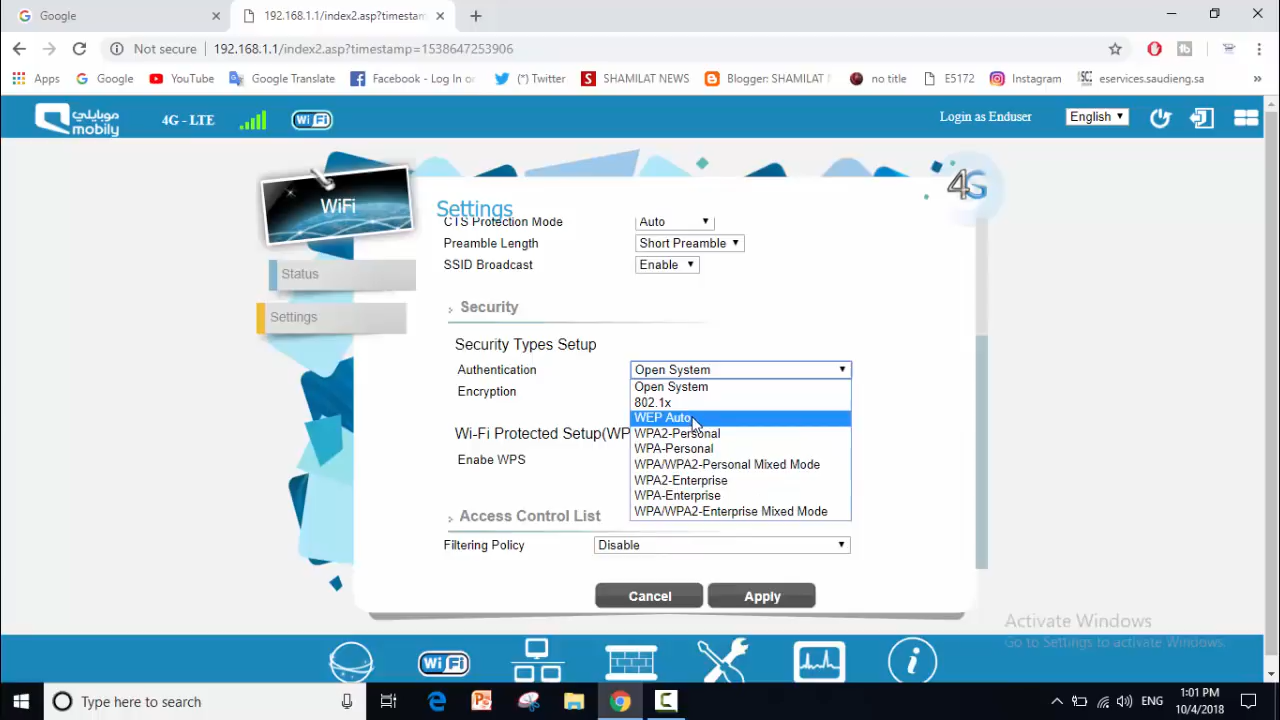 Google
192.168.1.1/index2.asp?timestam
Not secure
192.168.1.1/index2.asp?timestamp=1538647253906
Apps
Google
YouTube
Google Translate
Facebook - Log In or
(*) Twitter
SHAMILAT NEWS
Blogger: SHAMILAT
no title
E5172
Instagram
eservices.saudieng.sa
»
موبايلي
mobily
4G - LTE
WiFi
Login as Enduser
English
WiFi
Settings
4G
Status
Settings
CTS Protection Mode
Auto
Preamble Length
Short Preamble
SSID Broadcast
Enable
Security
Security Types Setup
Authentication
Open System
Encryption
Open System
802.1x
WEP Auto
WPA2-Personal
WPA-Personal
WPA/WPA2-Personal Mixed Mode
WPA2-Enterprise
WPA-Enterprise
WPA/WPA2-Enterprise Mixed Mode
Wi-Fi Protected Setup(WP
Enabe WPS
Access Control List
Filtering Policy
Disable
Cancel
Apply
Activate Windows
Go to Settings to activate Windows.
WiFi
Type here to search
ENG
1:01 PM
10/4/2018